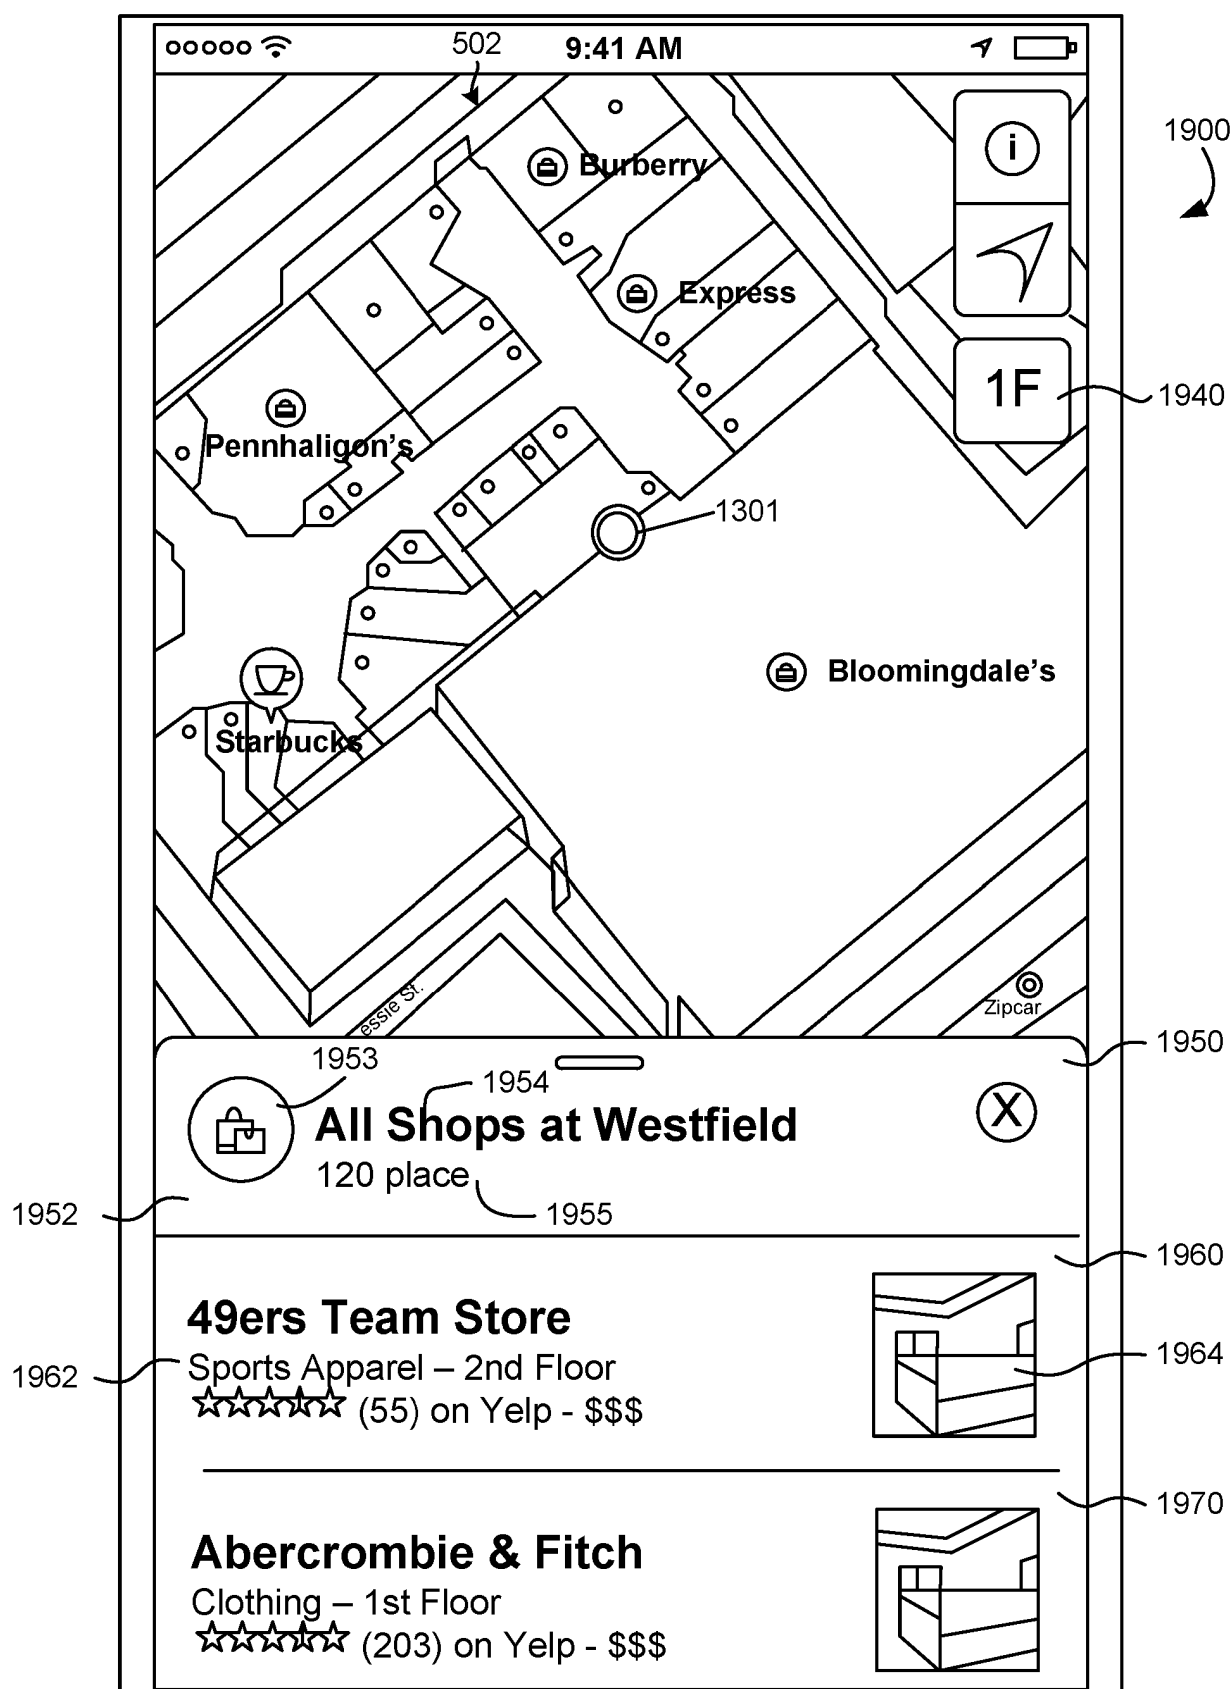 502
9:41 AM
1900
i
Burberry
Express
1F
1940
Pennhaligon's
1301
Bloomingdale's
Starbucks
Zipcar
essie St.
1950
1953
1954
X
All Shops at Westfield
120 place
1952
1955
1960
49ers Team Store
1964
1962
Sports Apparel – 2nd Floor
(55) on Yelp - $$$
1970
Abercrombie & Fitch
Clothing – 1st Floor
(203) on Yelp - $$$